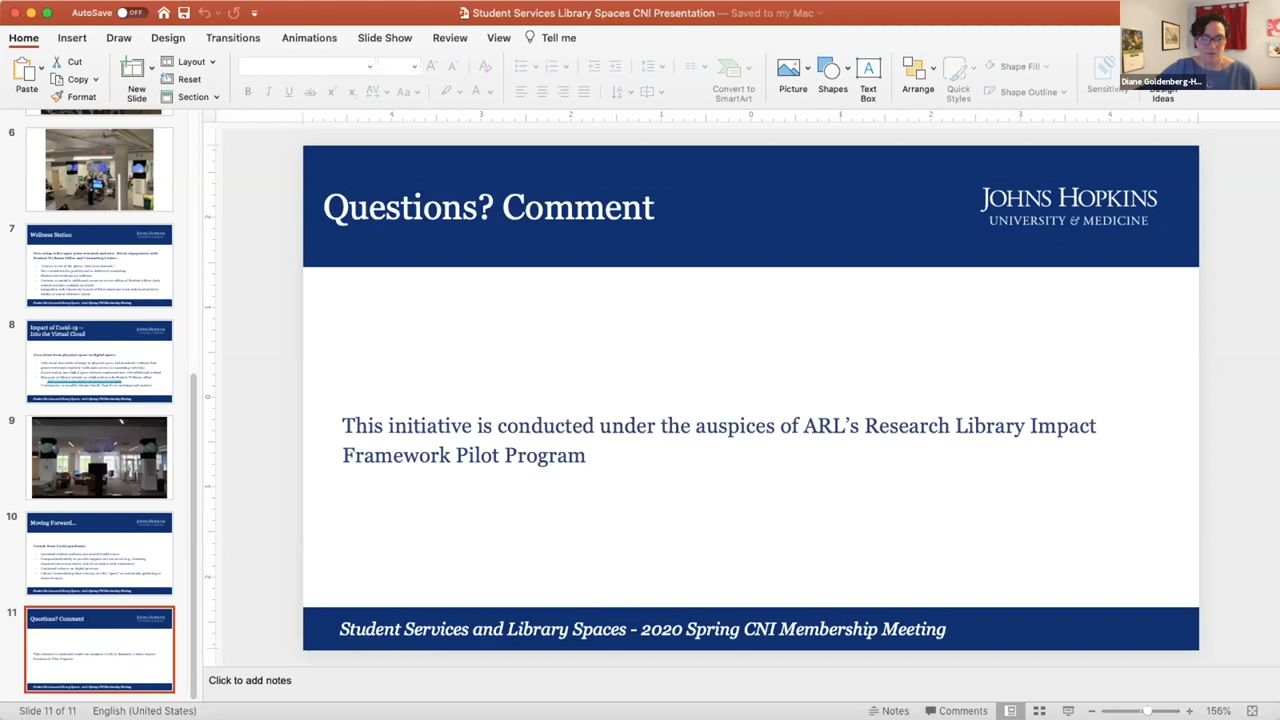 AutoSave OFF
Student Services Library Spaces CNI Presentation — Saved to my Mac
Home Insert Draw Design Transitions Animations Slide Show Review View Tell me
Paste
Cut
Copy
Format
New Slide
Layout
Reset
Section
Convert to SmartArt
Picture
Shapes
Text Box
Arrange
Styles
Shape Fill
Shape Outline
Design Ideas
Diane Goldenberg-H...
6
7
Wellness Station
8
Impact of Covid-19 —
Into the Virtual Cloud
9
10
Moving Forward...
11
Questions? Comment
Questions? Comment
JOHNS HOPKINS
UNIVERSITY & MEDICINE
This initiative is conducted under the auspices of ARL's Research Library Impact
Framework Pilot Program
Student Services and Library Spaces - 2020 Spring CNI Membership Meeting
Click to add notes
Slide 11 of 11 English (United States) Notes Comments 156%